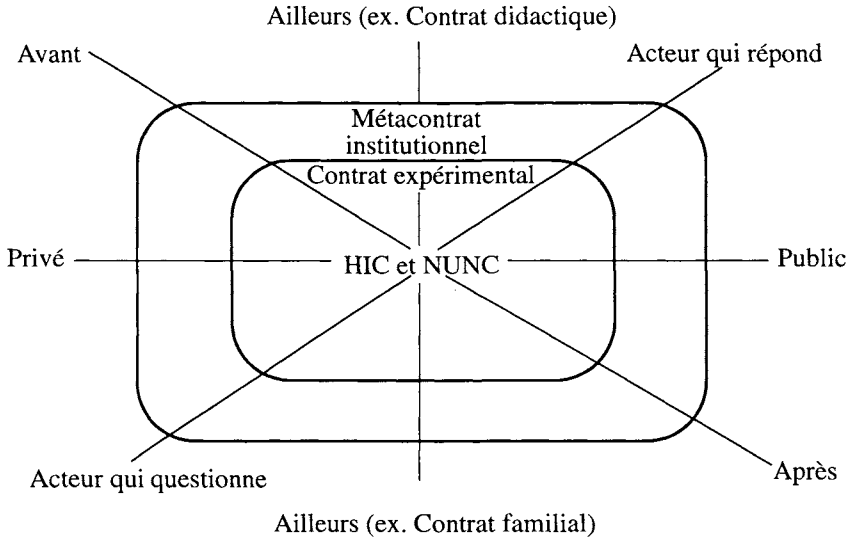 Ailleurs (ex. Contrat didactique)
Avant
Acteur qui répond
Métacontrat
institutionnel
Contrat expérimental
Privé
HIC et NUNC
Public
Acteur qui questionne
Après
Ailleurs (ex. Contrat familial)